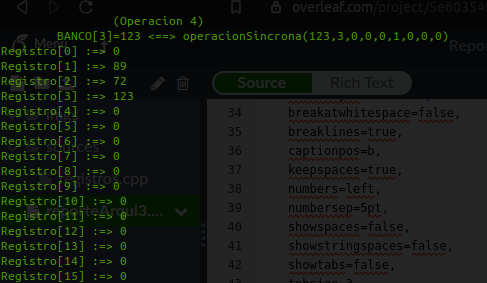 overleaf.com/project/5e60354
(Operacion 4)
BANCO[3]=123 <==> operacionSincrona(123,3,0,0,0,1,0,0,0)
Menu
Repor
Registro[0] :=> 0
Registro[1] :=> 89
Registro[2] :=> 72
Registro[3] :=> 123
Registro[4] :=> 0
Registro[5] :=> 0
Registro[6] :=> 0
Registro[7] :=> 0
Registro[8] :=> 0
Registro[9] :=> 0
Registro[10] :=> 0
Registro[11] :=> 0
Registro[12] :=> 0
Registro[13] :=> 0
Registro[14] :=> 0
Registro[15] :=> 0
sources
registros.cpp
Source
Rich Text
34 breakatwhitespace=false,
35 breaklines=true,
36 captionpos=b,
37 keepspaces=true,
38 numbers=left,
39 numbersep=5pt,
40 showspaces=false,
41 showstringspaces=false,
42 showtabs=false,